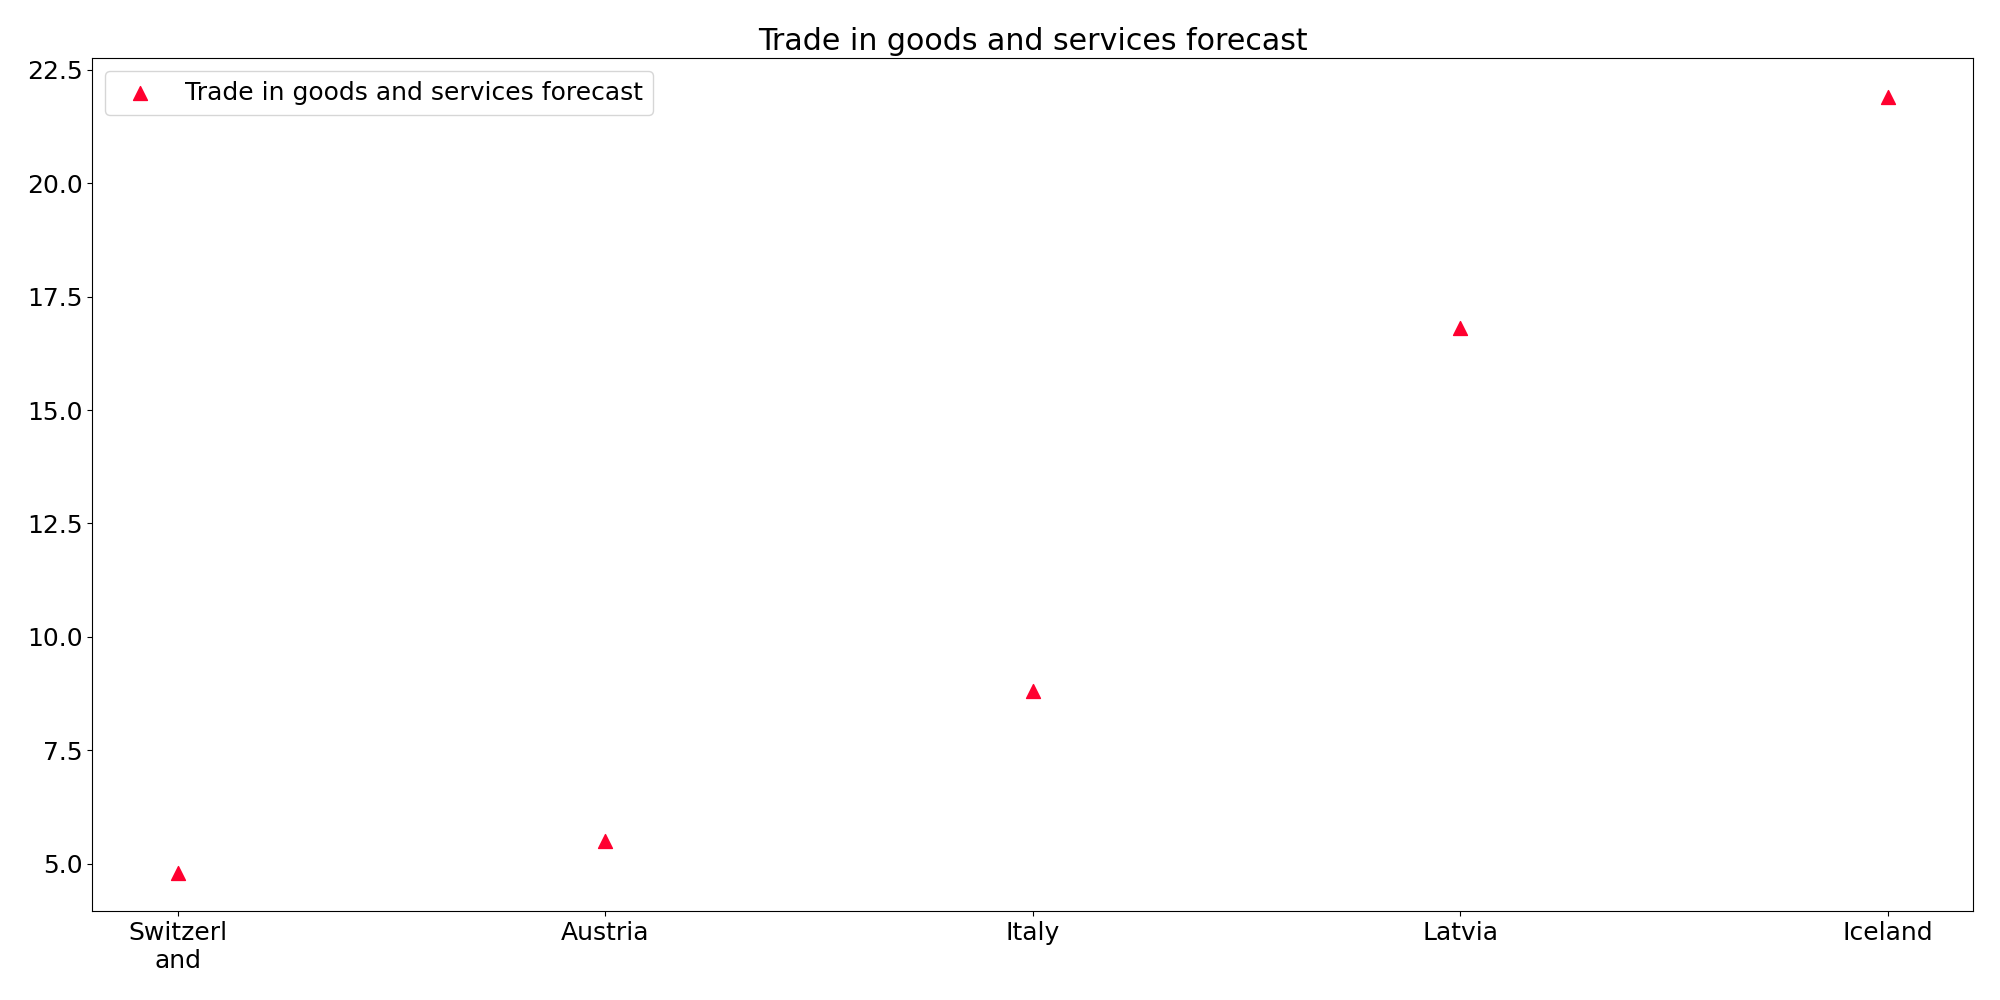 Trade in goods and services forecast
Trade in goods and services forecast
22.5
20.0
17.5
15.0
12.5
10.0
7.5
5.0
Switzerl
and
Austria
Italy
Latvia
Iceland